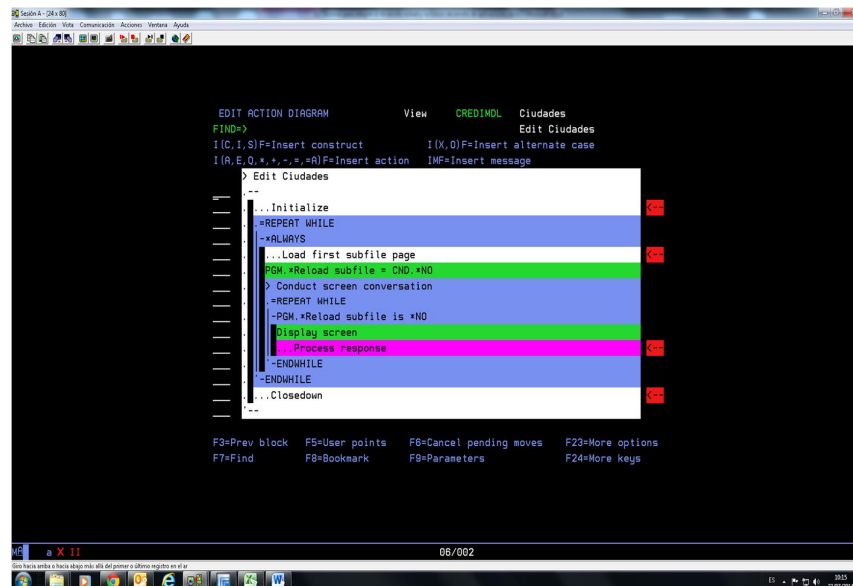 Sesión A - [24 x 80]
Archivo Edición Vista Comunicación Acciones Ventana Ayuda
EDIT ACTION DIAGRAM View CREDIMDL Ciudades
FIND=> Edit Ciudades
I(C,I,S)F=Insert construct I(X,O)F=Insert alternate case
I(A,E,Q,*,+,-,=,=A)F=Insert action IMF=Insert message
> Edit Ciudades
.--
. ...Initialize <--
. .=REPEAT WHILE
. |-*ALWAYS
. | ...Load first subfile page <--
. | PGM.*Reload subfile = CND.*NO
. | > Conduct screen conversation
. | .=REPEAT WHILE
. | |-PGM.*Reload subfile is *NO
. | | Display screen
. | | ...Process response <--
. | '-ENDWHILE
. '-ENDWHILE
. ...Closedown <--
'--
F3=Prev block F5=User points F6=Cancel pending moves F23=More options
F7=Find F8=Bookmark F9=Parameters F24=More keys
MA a X II 06/002
Giro hacia arriba o hacia abajo más allá del primer o último registro en el ar
ES 10:15